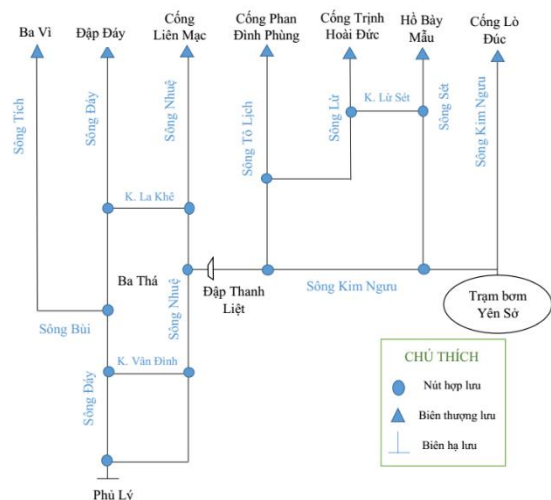 Ba Vì
Đập Đáy
Cống
Liên Mạc
Cống Phan
Đình Phùng
Cống Trịnh
Hoài Đức
Hồ Bảy
Mẫu
Cống Lò
Đúc
Sông Tích
Sông Đáy
Sông Nhuệ
Sông Tô Lịch
Sông Lừ
K. Lừ Sét
Sông Sét
Sông Kim Ngưu
K. La Khê
Ba Thá
Sông Nhuệ
Đập Thanh
Liệt
Sông Kim Ngưu
Trạm bơm
Yên Sở
Sông Bùi
K. Vân Đình
Sông Đáy
Phủ Lý
CHÚ THÍCH
Nút hợp lưu
Biên thượng lưu
Biên hạ lưu